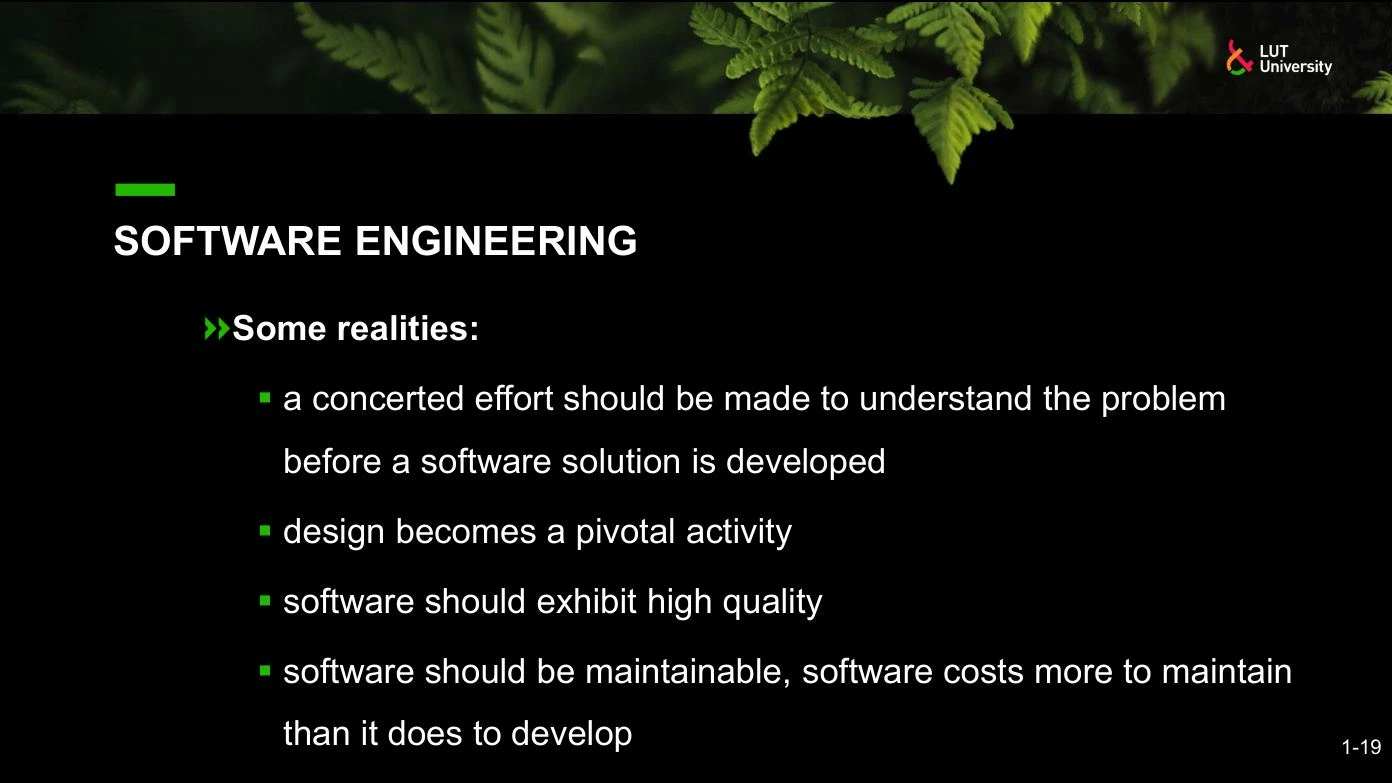 LUT
University
SOFTWARE ENGINEERING
Some realities:
a concerted effort should be made to understand the problem
before a software solution is developed
design becomes a pivotal activity
software should exhibit high quality
software should be maintainable, software costs more to maintain
than it does to develop
1-19